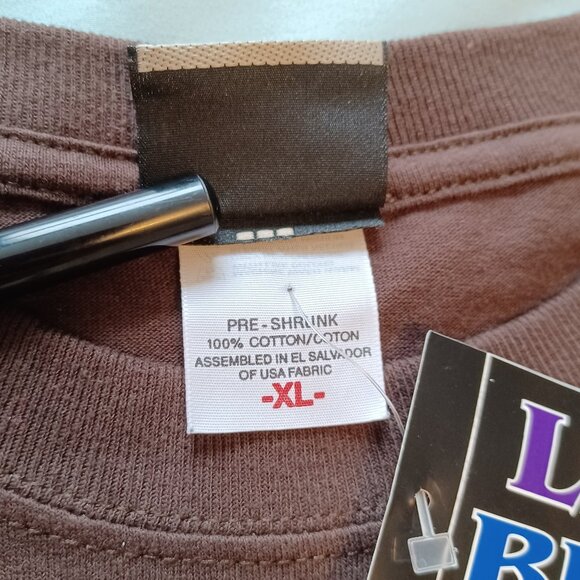 PRE-SHRUNK
100% COTTON/COTON
ASSEMBLED IN EL SALVADOR
OF USA FABRIC
-XL-